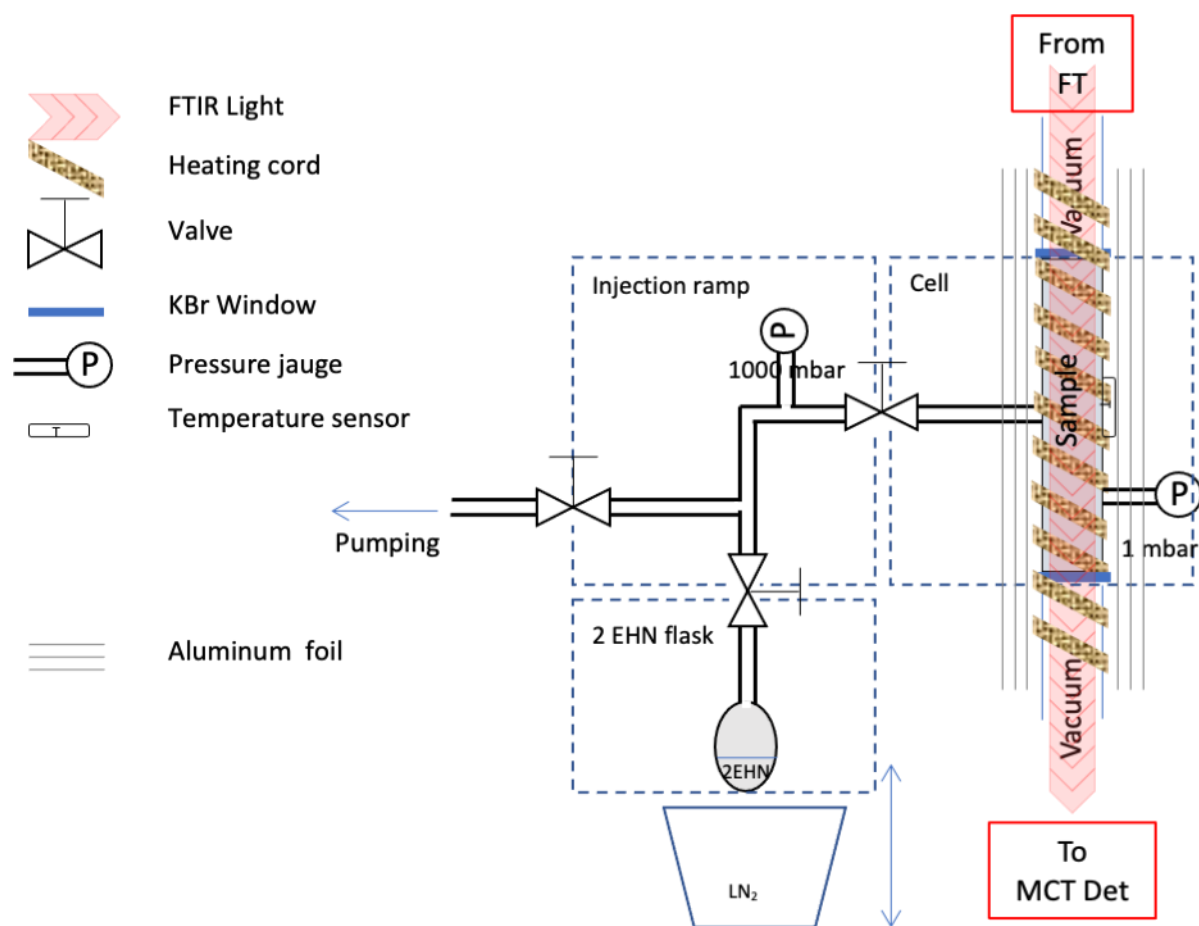 From
FT
FTIR Light
Heating cord
Valve
KBr Window
P
Pressure jauge
Temperature sensor
T
Aluminum foil
Vacuum
Injection ramp
P
1000 mbar
Cell
Sample
T
P
1 mbar
Pumping
2 EHN flask
2EHN
Vacuum
LN₂
To
MCT Det